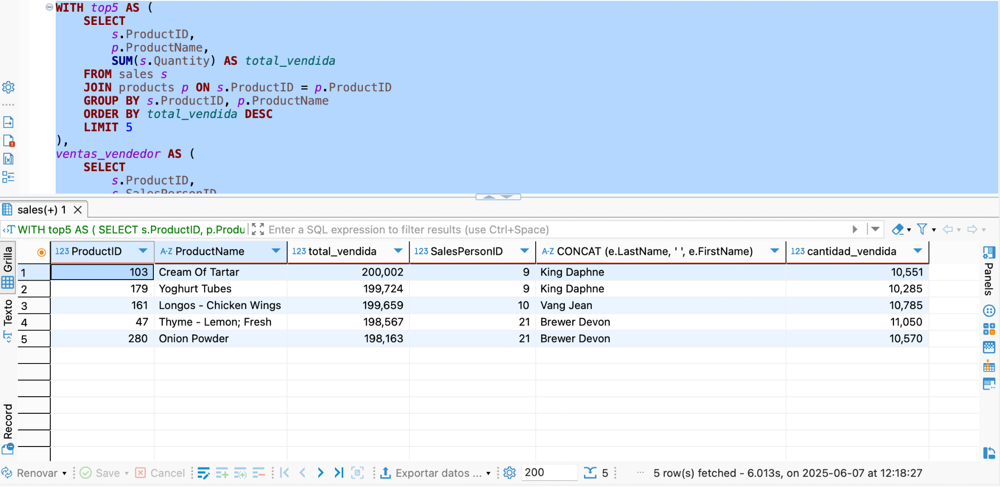 WITH top5 AS (
SELECT
s.ProductID,
p.ProductName,
SUM(s.Quantity) AS total_vendida
FROM sales s
JOIN products p ON s.ProductID = p.ProductID
GROUP BY s.ProductID, p.ProductName
ORDER BY total_vendida DESC
LIMIT 5
),
ventas_vendedor AS (
SELECT
s.ProductID,
s.SalesPersonID
sales(+) 1
WITH top5 AS ( SELECT s.ProductID, p.Produ Enter a SQL expression to filter results (use Ctrl+Space)
Grilla
Texto
Record
123 ProductID A-Z ProductName 123 total_vendida 123 SalesPersonID A-Z CONCAT (e.LastName, ' ', e.FirstName) 123 cantidad_vendida
1 103 Cream Of Tartar 200,002 9 King Daphne 10,551
2 179 Yoghurt Tubes 199,724 9 King Daphne 10,285
3 161 Longos - Chicken Wings 199,659 10 Vang Jean 10,785
4 47 Thyme - Lemon; Fresh 198,567 21 Brewer Devon 11,050
5 280 Onion Powder 198,163 21 Brewer Devon 10,570
Panels
Renovar Save Cancel Exportar datos ... 200 5 ... 5 row(s) fetched - 6.013s, on 2025-06-07 at 12:18:27